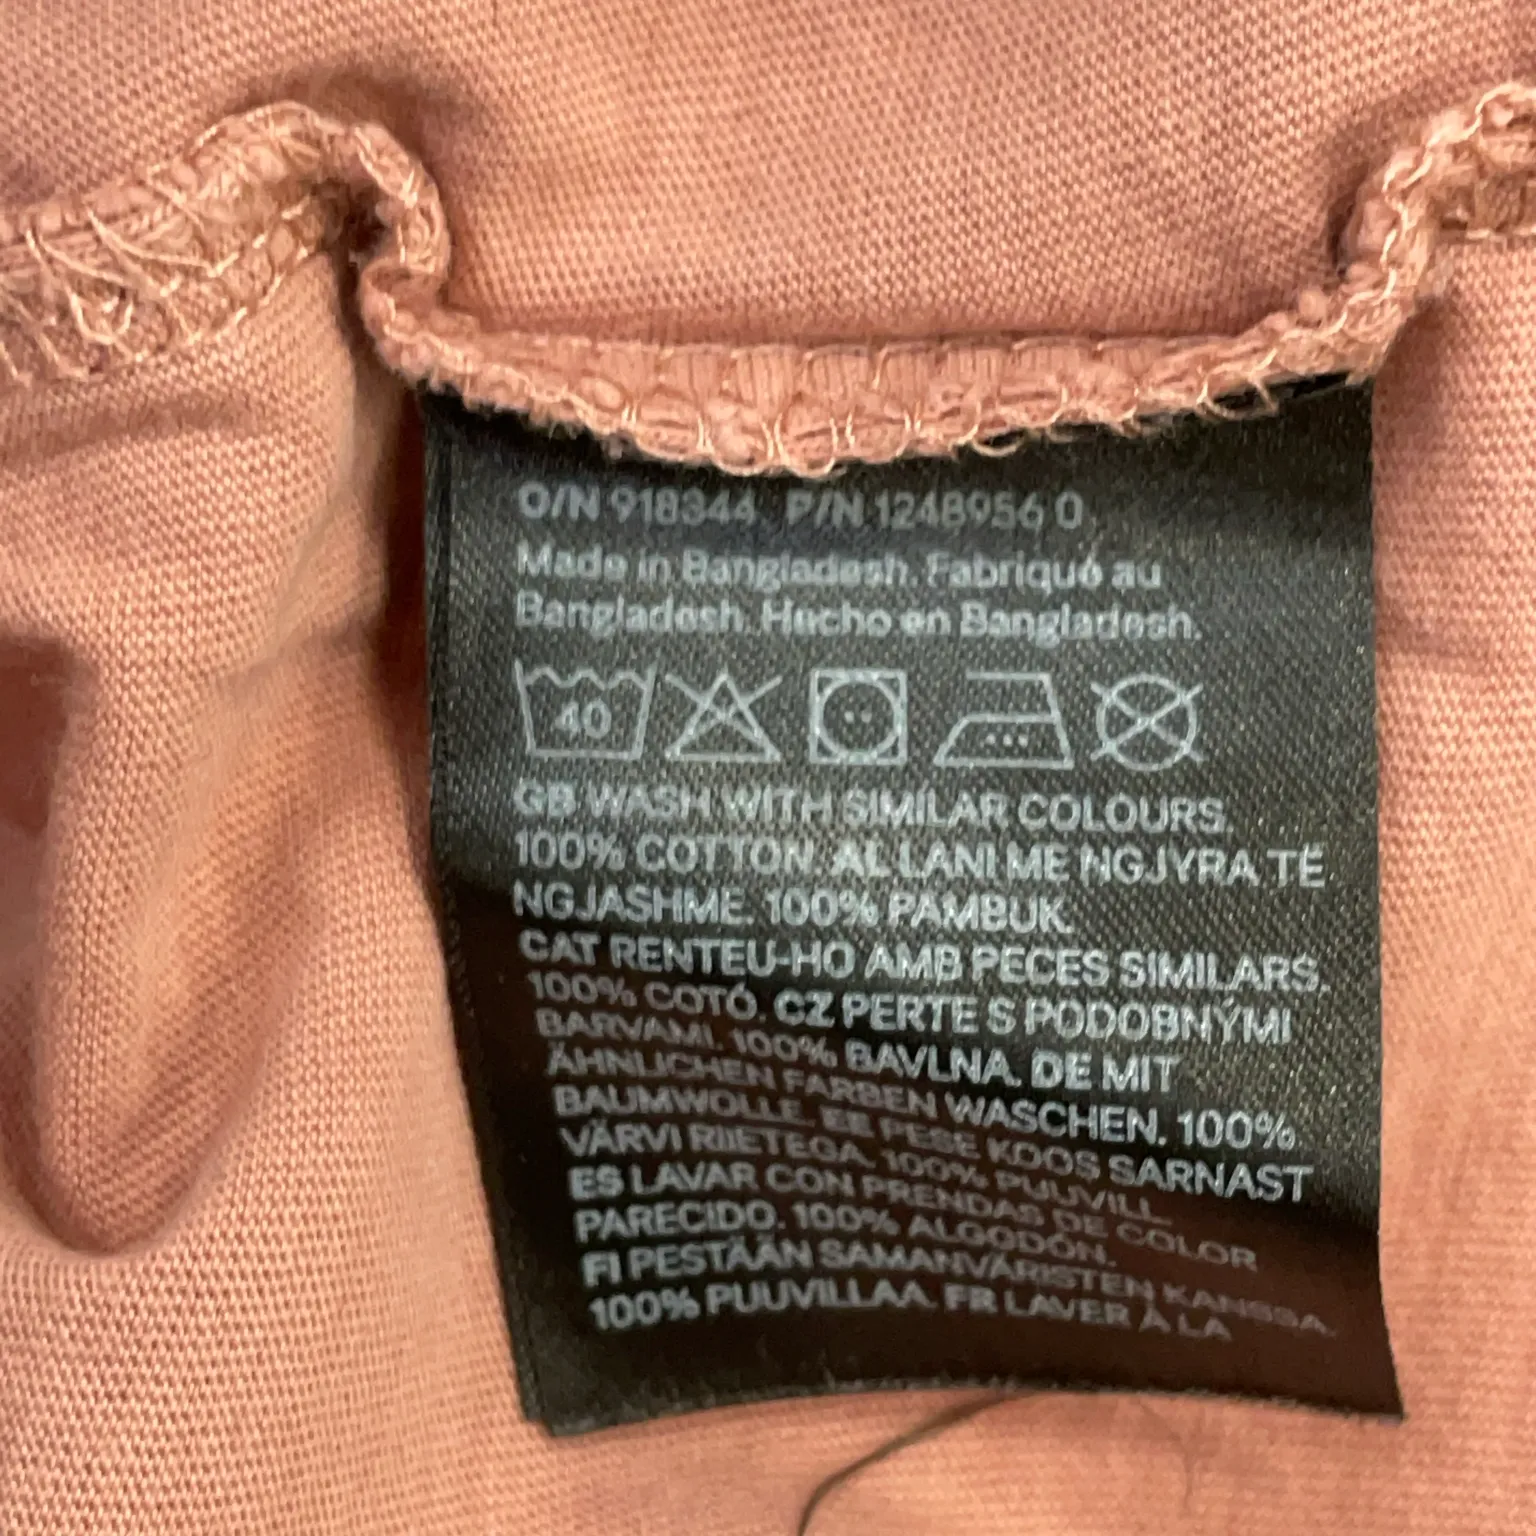 O/N 918344 P/N 1248956 0
Made in Bangladesh. Fabriqué au
Bangladesh. Hecho en Bangladesh.
40
GB WASH WITH SIMILAR COLOURS.
100% COTTON. AL LANI ME NGJYRA TË
NGJASHME. 100% PAMBUK.
CAT RENTEU-HO AMB PECES SIMILARS.
100% COTÓ. CZ PERTE S PODOBNÝMI
BARVAMI. 100% BAVLNA. DE MIT
ÄHNLICHEN FARBEN WASCHEN. 100%
BAUMWOLLE. EE PESE KOOS SARNAST
VÄRVI RIIETEGA. 100% PUUVILL.
ES LAVAR CON PRENDAS DE COLOR
PARECIDO. 100% ALGODÓN.
FI PESTÄÄN SAMANVÄRISTEN KANSSA.
100% PUUVILLAA. FR LAVER À LA